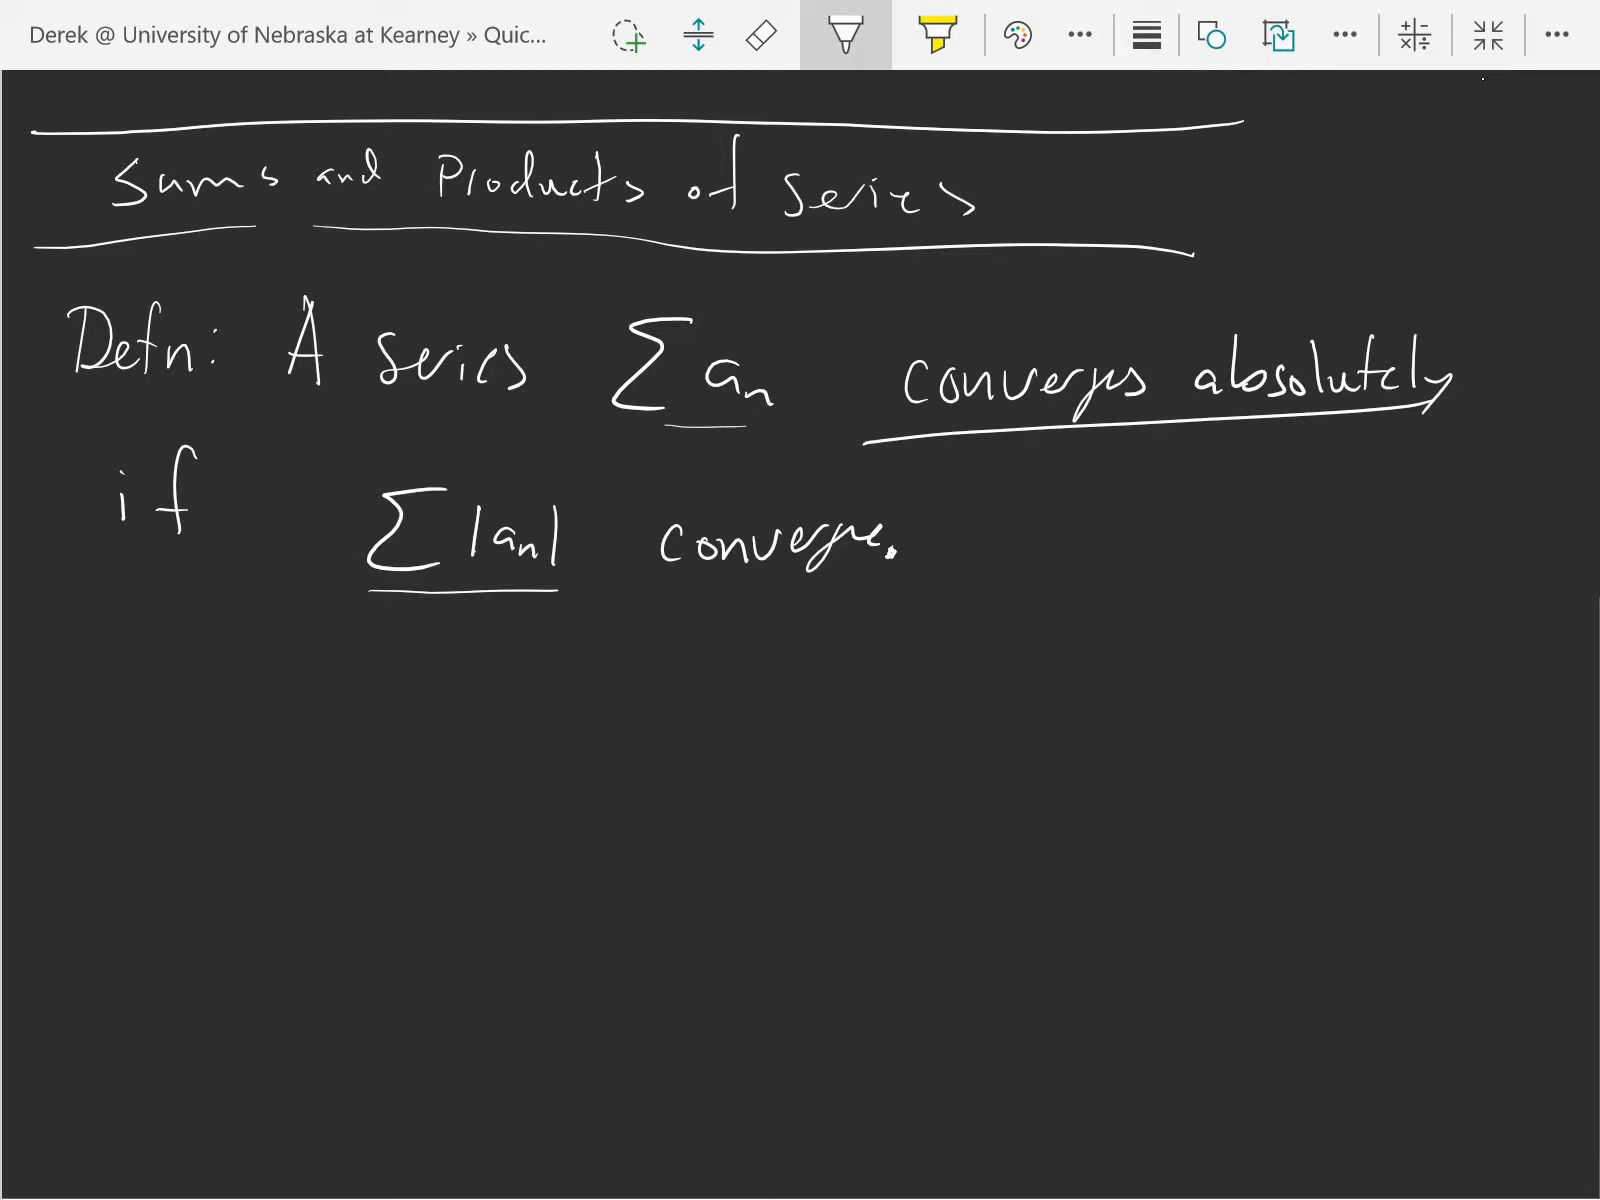 Derek @ University of Nebraska at Kearney » Quic...
Sums and Products of Series
Defn: A series ∑ aₙ converges absolutely
if ∑ |aₙ| converge.